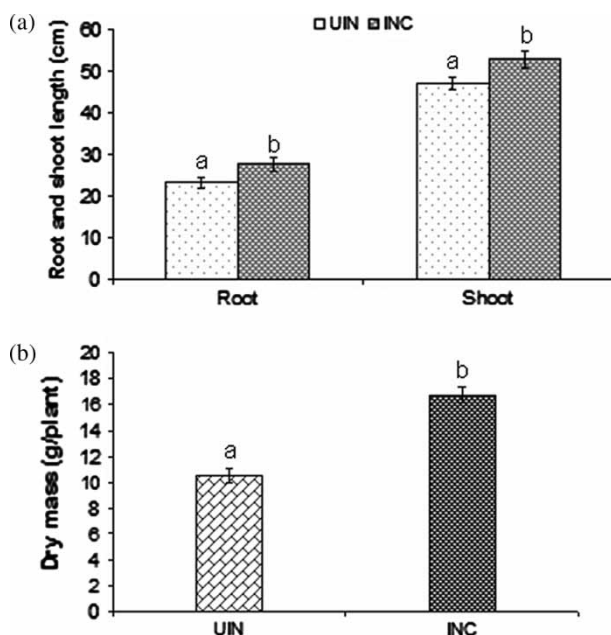 (a)
UIN INC
Root and shoot length (cm)
60
50
40
30
20
10
0
a
b
a
b
Root Shoot
(b)
Dry mass (g/plant)
20
18
16
14
12
10
8
6
4
2
0
a
b
UIN INC